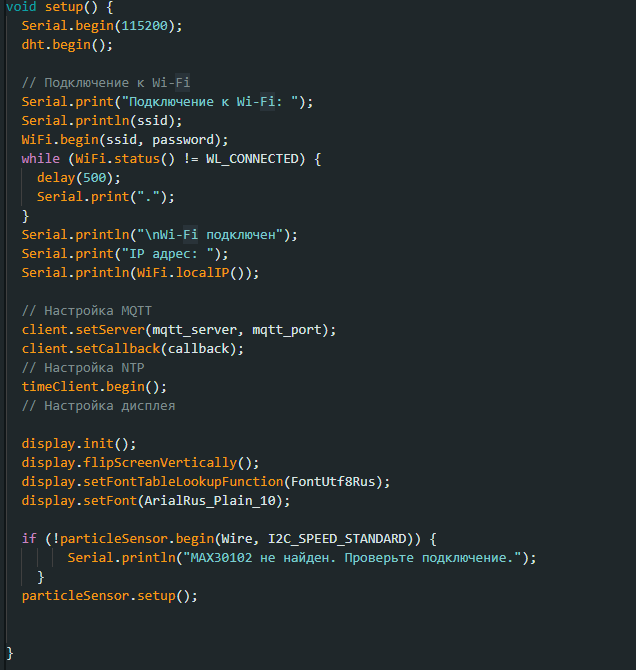 void setup() {
  Serial.begin(115200);
  dht.begin();

  // Подключение к Wi-Fi
  Serial.print("Подключение к Wi-Fi: ");
  Serial.println(ssid);
  WiFi.begin(ssid, password);
  while (WiFi.status() != WL_CONNECTED) {
    delay(500);
    Serial.print(".");
  }
  Serial.println("\nWi-Fi подключен");
  Serial.print("IP адрес: ");
  Serial.println(WiFi.localIP());

  // Настройка MQTT
  client.setServer(mqtt_server, mqtt_port);
  client.setCallback(callback);
  // Настройка NTP
  timeClient.begin();
  // Настройка дисплея

  display.init();
  display.flipScreenVertically();
  display.setFontTableLookupFunction(FontUtf8Rus);
  display.setFont(ArialRus_Plain_10);

  if (!particleSensor.begin(Wire, I2C_SPEED_STANDARD)) {
        Serial.println("MAX30102 не найден. Проверьте подключение.");
    }
  particleSensor.setup();

}